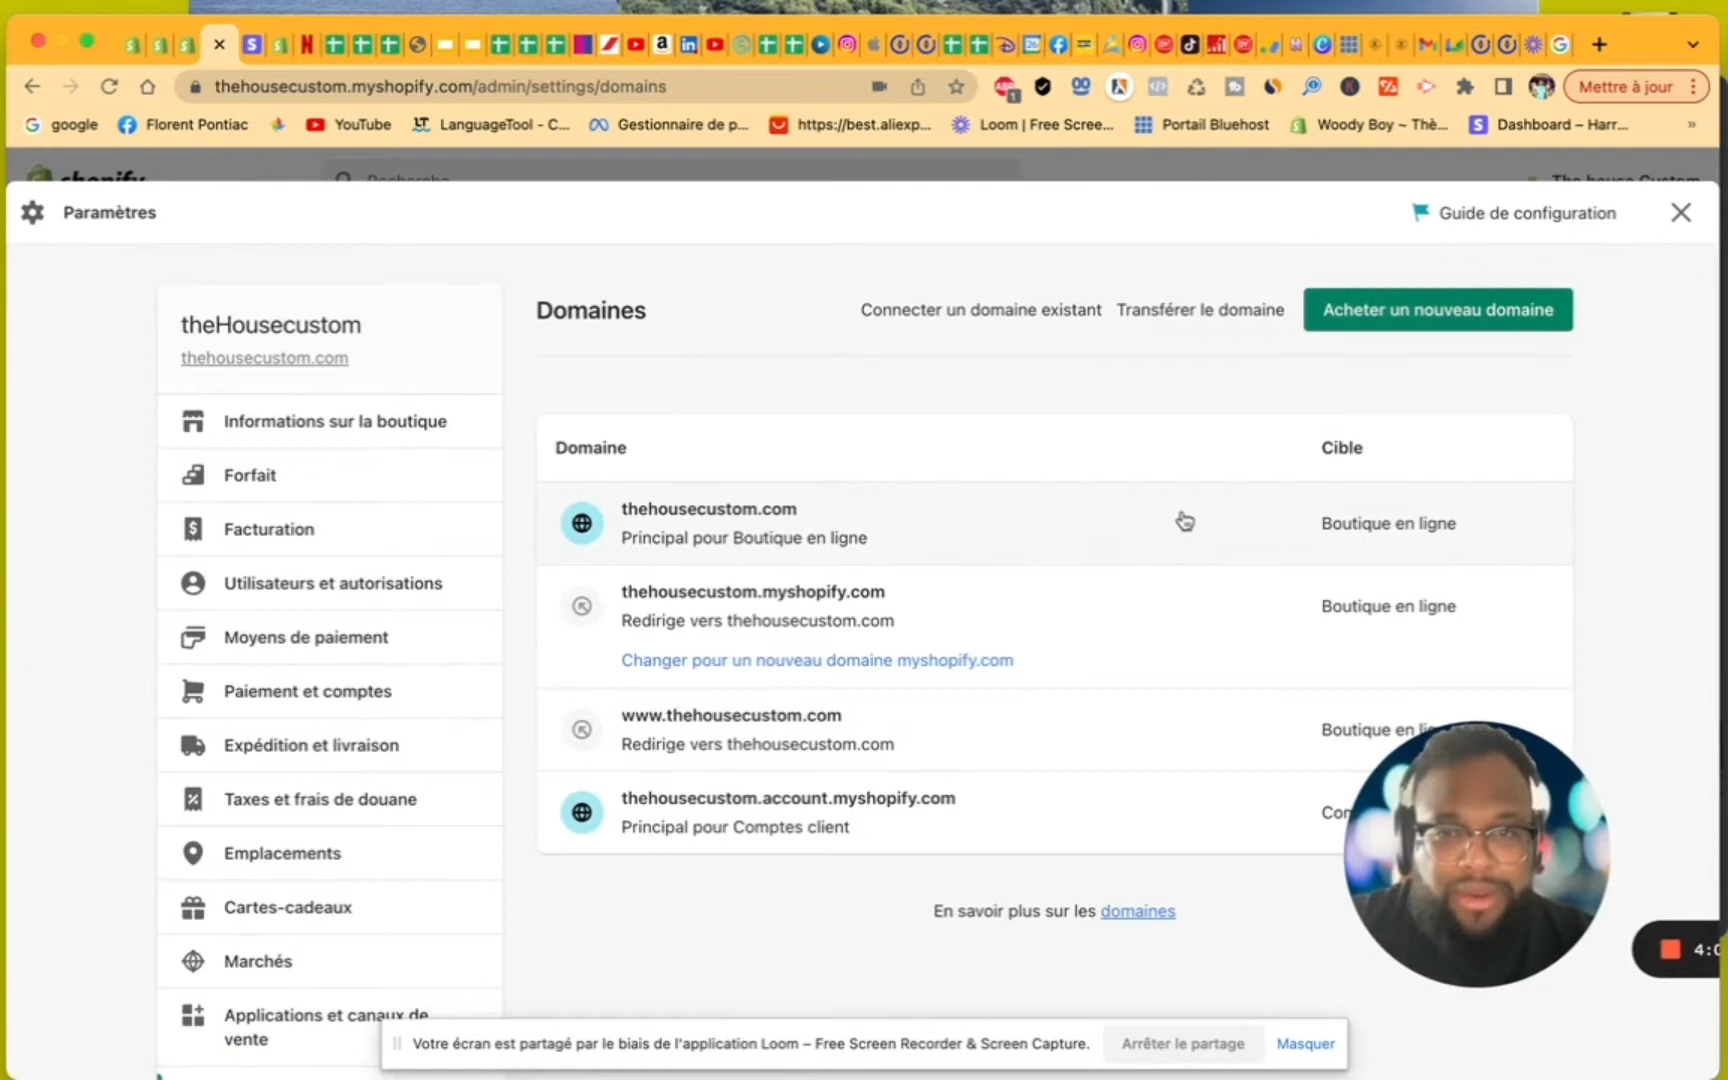 thehousecustom.myshopify.com/admin/settings/domains
Mettre à jour
google
Florent Pontiac
YouTube
LanguageTool - C...
Gestionnaire de p...
https://best.aliexp...
Loom | Free Scree...
Portail Bluehost
Woody Boy ~ Thè...
Dashboard – Harr...
»
shopify
Recherche
The house Custom
Paramètres
Guide de configuration
theHousecustom
thehousecustom.com
Informations sur la boutique
Forfait
Facturation
Utilisateurs et autorisations
Moyens de paiement
Paiement et comptes
Expédition et livraison
Taxes et frais de douane
Emplacements
Cartes-cadeaux
Marchés
Applications et canaux de
vente
Domaines
Connecter un domaine existant
Transférer le domaine
Acheter un nouveau domaine
Domaine
Cible
thehousecustom.com
Principal pour Boutique en ligne
Boutique en ligne
thehousecustom.myshopify.com
Redirige vers thehousecustom.com
Changer pour un nouveau domaine myshopify.com
Boutique en ligne
www.thehousecustom.com
Redirige vers thehousecustom.com
Boutique en
thehousecustom.account.myshopify.com
Principal pour Comptes client
En savoir plus sur les domaines
Votre écran est partagé par le biais de l'application Loom – Free Screen Recorder & Screen Capture.
Arrêter le partage
Masquer